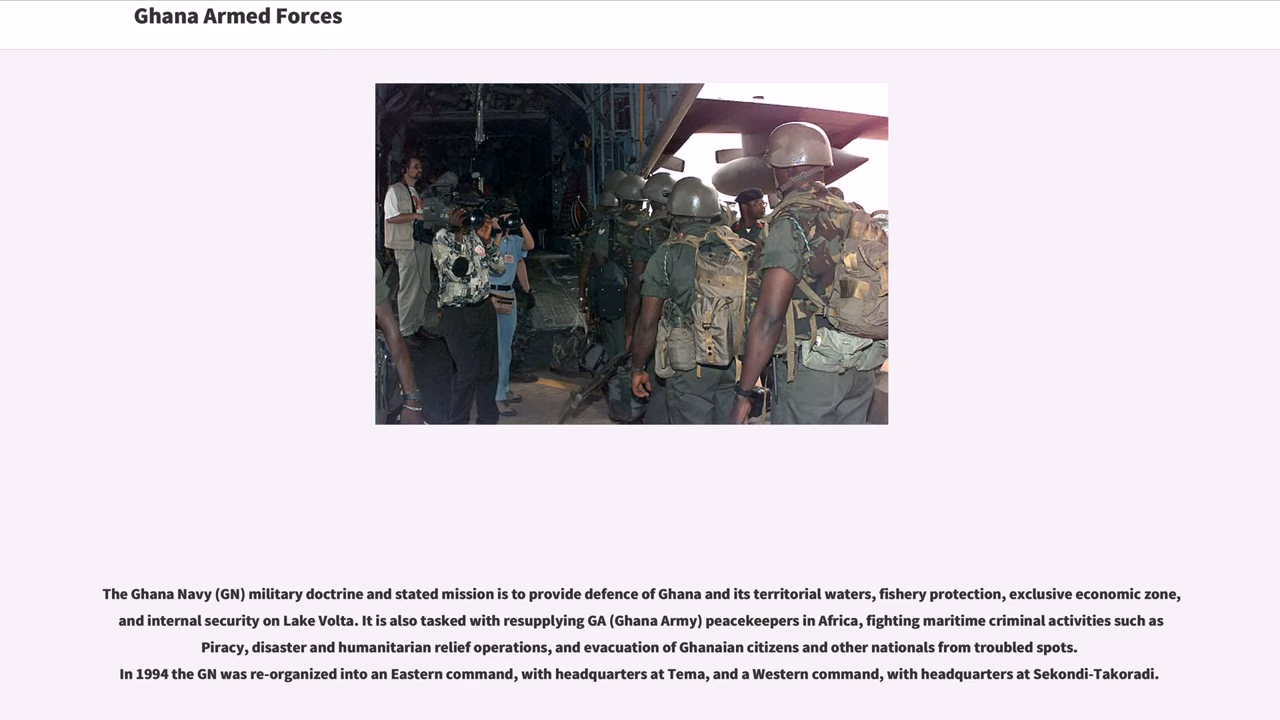 Ghana Armed Forces
The Ghana Navy (GN) military doctrine and stated mission is to provide defence of Ghana and its territorial waters, fishery protection, exclusive economic zone,
and internal security on Lake Volta. It is also tasked with resupplying GA (Ghana Army) peacekeepers in Africa, fighting maritime criminal activities such as
Piracy, disaster and humanitarian relief operations, and evacuation of Ghanaian citizens and other nationals from troubled spots.
In 1994 the GN was re-organized into an Eastern command, with headquarters at Tema, and a Western command, with headquarters at Sekondi-Takoradi.